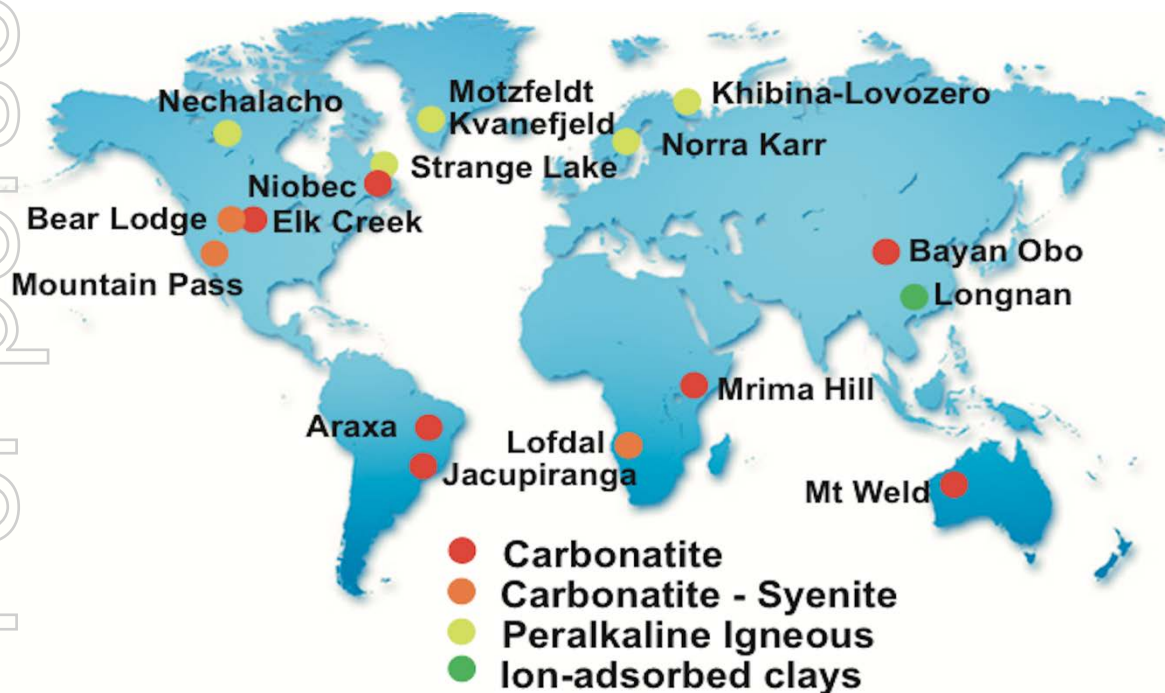 Nechalacho
Motzfeldt
Kvanefjeld
Khibina-Lovozero
Norra Karr
Strange Lake
Niobec
Bear Lodge
Elk Creek
Mountain Pass
Bayan Obo
Longnan
Mrima Hill
Araxa
Lofdal
Jacupiranga
Mt Weld
Carbonatite
Carbonatite - Syenite
Peralkaline Igneous
Ion-adsorbed clays